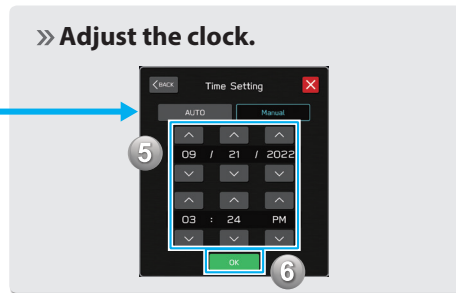 » Adjust the clock.
< BACK Time Setting X
AUTO Manual
5
09 / 21 / 2022
03 : 24 PM
OK
6